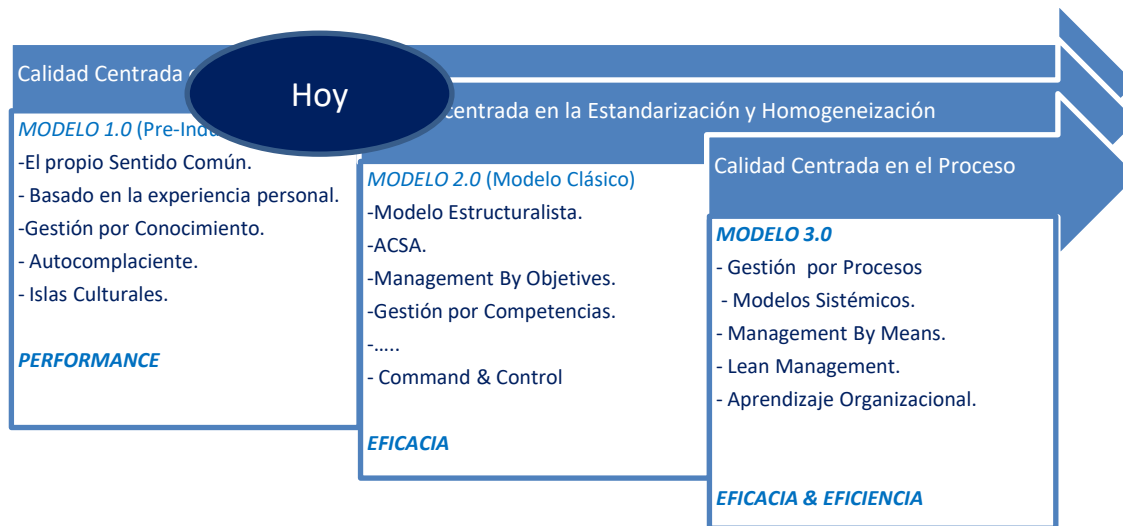 Calidad Centrada
Hoy
centrada en la Estandarización y Homogeneización
Calidad Centrada en el Proceso
MODELO 1.0 (Pre-Indu
-El propio Sentido Común.
- Basado en la experiencia personal.
-Gestión por Conocimiento.
- Autocomplaciente.
- Islas Culturales.
PERFORMANCE
MODELO 2.0 (Modelo Clásico)
-Modelo Estructuralista.
-ACSA.
-Management By Objetives.
-Gestión por Competencias.
-…..
- Command & Control
EFICACIA
MODELO 3.0
- Gestión por Procesos
- Modelos Sistémicos.
- Management By Means.
- Lean Management.
- Aprendizaje Organizacional.
EFICACIA & EFICIENCIA